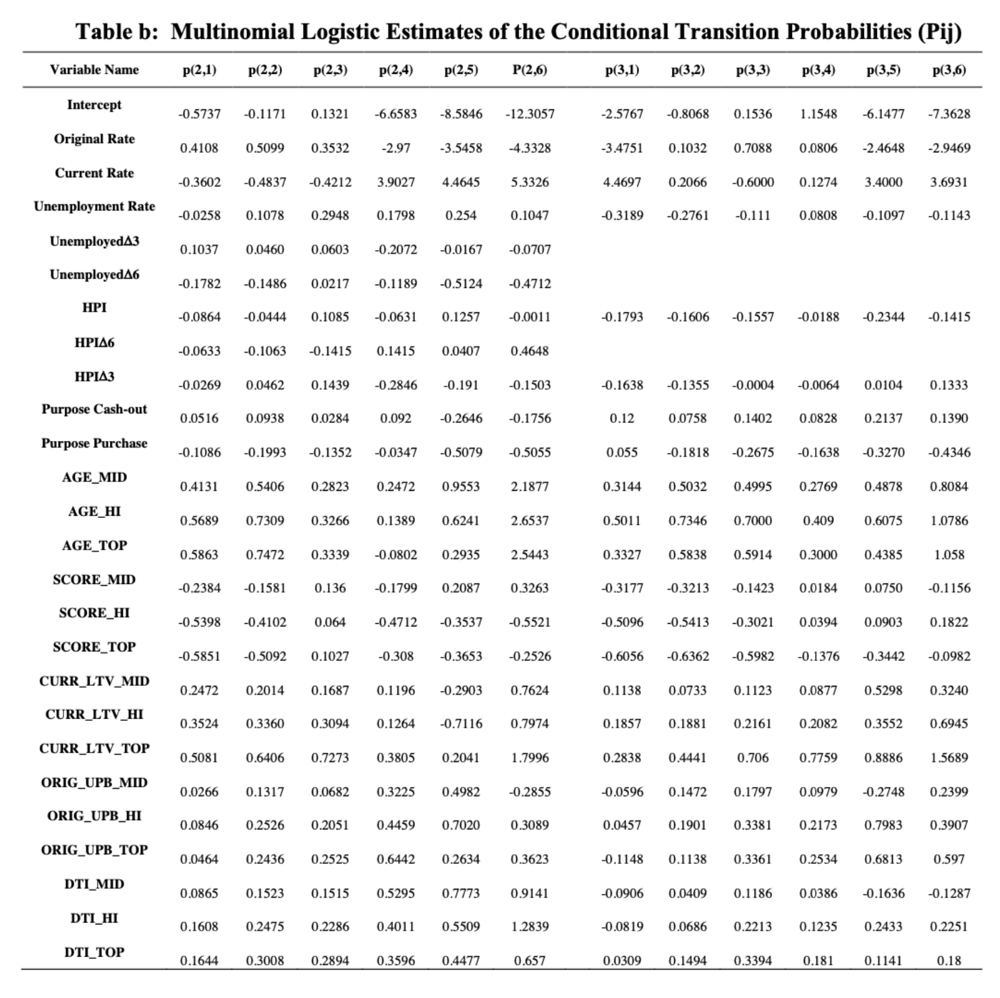 Table b: Multinomial Logistic Estimates of the Conditional Transition Probabilities (Pij)
Variable Name p(2,1) p(2,2) p(2,3) p(2,4) p(2,5) P(2,6) p(3,1) p(3,2) p(3,3) p(3,4) p(3,5) p(3,6)
Intercept -0.5737 -0.1171 0.1321 -6.6583 -8.5846 -12.3057 -2.5767 -0.8068 0.1536 1.1548 -6.1477 -7.3628
Original Rate 0.4108 0.5099 0.3532 -2.97 -3.5458 -4.3328 -3.4751 0.1032 0.7088 0.0806 -2.4648 -2.9469
Current Rate -0.3602 -0.4837 -0.4212 3.9027 4.4645 5.3326 4.4697 0.2066 -0.6000 0.1274 3.4000 3.6931
Unemployment Rate -0.0258 0.1078 0.2948 0.1798 0.254 0.1047 -0.3189 -0.2761 -0.111 0.0808 -0.1097 -0.1143
UnemployedΔ3 0.1037 0.0460 0.0603 -0.2072 -0.0167 -0.0707
UnemployedΔ6 -0.1782 -0.1486 0.0217 -0.1189 -0.5124 -0.4712
HPI -0.0864 -0.0444 0.1085 -0.0631 0.1257 -0.0011 -0.1793 -0.1606 -0.1557 -0.0188 -0.2344 -0.1415
HPIΔ6 -0.0633 -0.1063 -0.1415 0.1415 0.0407 0.4648
HPIΔ3 -0.0269 0.0462 0.1439 -0.2846 -0.191 -0.1503 -0.1638 -0.1355 -0.0004 -0.0064 0.0104 0.1333
Purpose Cash-out 0.0516 0.0938 0.0284 0.092 -0.2646 -0.1756 0.12 0.0758 0.1402 0.0828 0.2137 0.1390
Purpose Purchase -0.1086 -0.1993 -0.1352 -0.0347 -0.5079 -0.5055 0.055 -0.1818 -0.2675 -0.1638 -0.3270 -0.4346
AGE_MID 0.4131 0.5406 0.2823 0.2472 0.9553 2.1877 0.3144 0.5032 0.4995 0.2769 0.4878 0.8084
AGE_HI 0.5689 0.7309 0.3266 0.1389 0.6241 2.6537 0.5011 0.7346 0.7000 0.409 0.6075 1.0786
AGE_TOP 0.5863 0.7472 0.3339 -0.0802 0.2935 2.5443 0.3327 0.5838 0.5914 0.3000 0.4385 1.058
SCORE_MID -0.2384 -0.1581 0.136 -0.1799 0.2087 0.3263 -0.3177 -0.3213 -0.1423 0.0184 0.0750 -0.1156
SCORE_HI -0.5398 -0.4102 0.064 -0.4712 -0.3537 -0.5521 -0.5096 -0.5413 -0.3021 0.0394 0.0903 0.1822
SCORE_TOP -0.5851 -0.5092 0.1027 -0.308 -0.3653 -0.2526 -0.6056 -0.6362 -0.5982 -0.1376 -0.3442 -0.0982
CURR_LTV_MID 0.2472 0.2014 0.1687 0.1196 -0.2903 0.7624 0.1138 0.0733 0.1123 0.0877 0.5298 0.3240
CURR_LTV_HI 0.3524 0.3360 0.3094 0.1264 -0.7116 0.7974 0.1857 0.1881 0.2161 0.2082 0.3552 0.6945
CURR_LTV_TOP 0.5081 0.6406 0.7273 0.3805 0.2041 1.7996 0.2838 0.4441 0.706 0.7759 0.8886 1.5689
ORIG_UPB_MID 0.0266 0.1317 0.0682 0.3225 0.4982 -0.2855 -0.0596 0.1472 0.1797 0.0979 -0.2748 0.2399
ORIG_UPB_HI 0.0846 0.2526 0.2051 0.4459 0.7020 0.3089 0.0457 0.1901 0.3381 0.2173 0.7983 0.3907
ORIG_UPB_TOP 0.0464 0.2436 0.2525 0.6442 0.2634 0.3623 -0.1148 0.1138 0.3361 0.2534 0.6813 0.597
DTI_MID 0.0865 0.1523 0.1515 0.5295 0.7773 0.9141 -0.0906 0.0409 0.1186 0.0386 -0.1636 -0.1287
DTI_HI 0.1608 0.2475 0.2286 0.4011 0.5509 1.2839 -0.0819 0.0686 0.2213 0.1235 0.2433 0.2251
DTI_TOP 0.1644 0.3008 0.2894 0.3596 0.4477 0.657 0.0309 0.1494 0.3394 0.181 0.1141 0.18